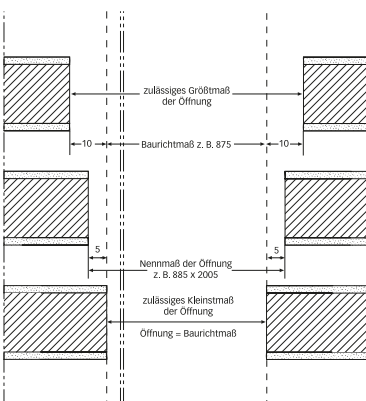 zulässiges Größtmaß
der Öffnung
10
Baurichtmaß z. B. 875
10
5
5
Nennmaß der Öffnung
z. B. 885 x 2005
zulässiges Kleinstmaß
der Öffnung
Öffnung = Baurichtmaß